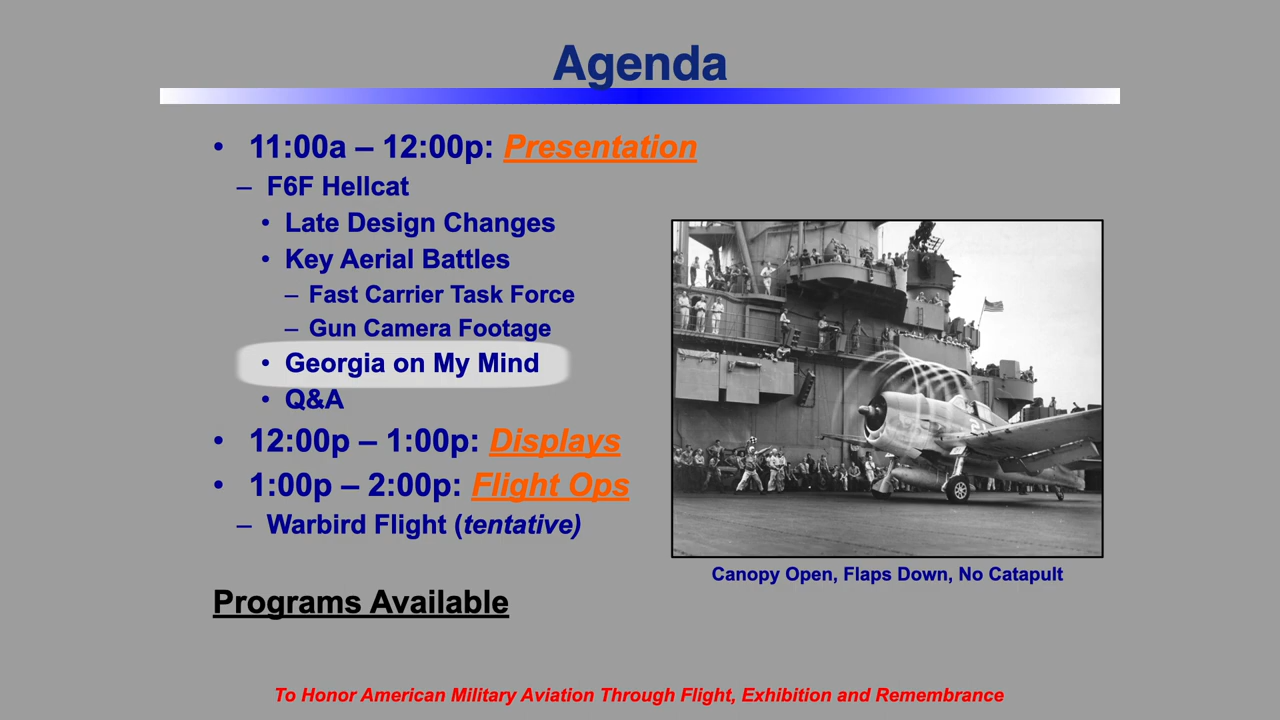 Agenda
• 11:00a – 12:00p: Presentation
– F6F Hellcat
• Late Design Changes
• Key Aerial Battles
– Fast Carrier Task Force
– Gun Camera Footage
• Georgia on My Mind
• Q&A
• 12:00p – 1:00p: Displays
• 1:00p – 2:00p: Flight Ops
– Warbird Flight (tentative)
Canopy Open, Flaps Down, No Catapult
Programs Available
To Honor American Military Aviation Through Flight, Exhibition and Remembrance